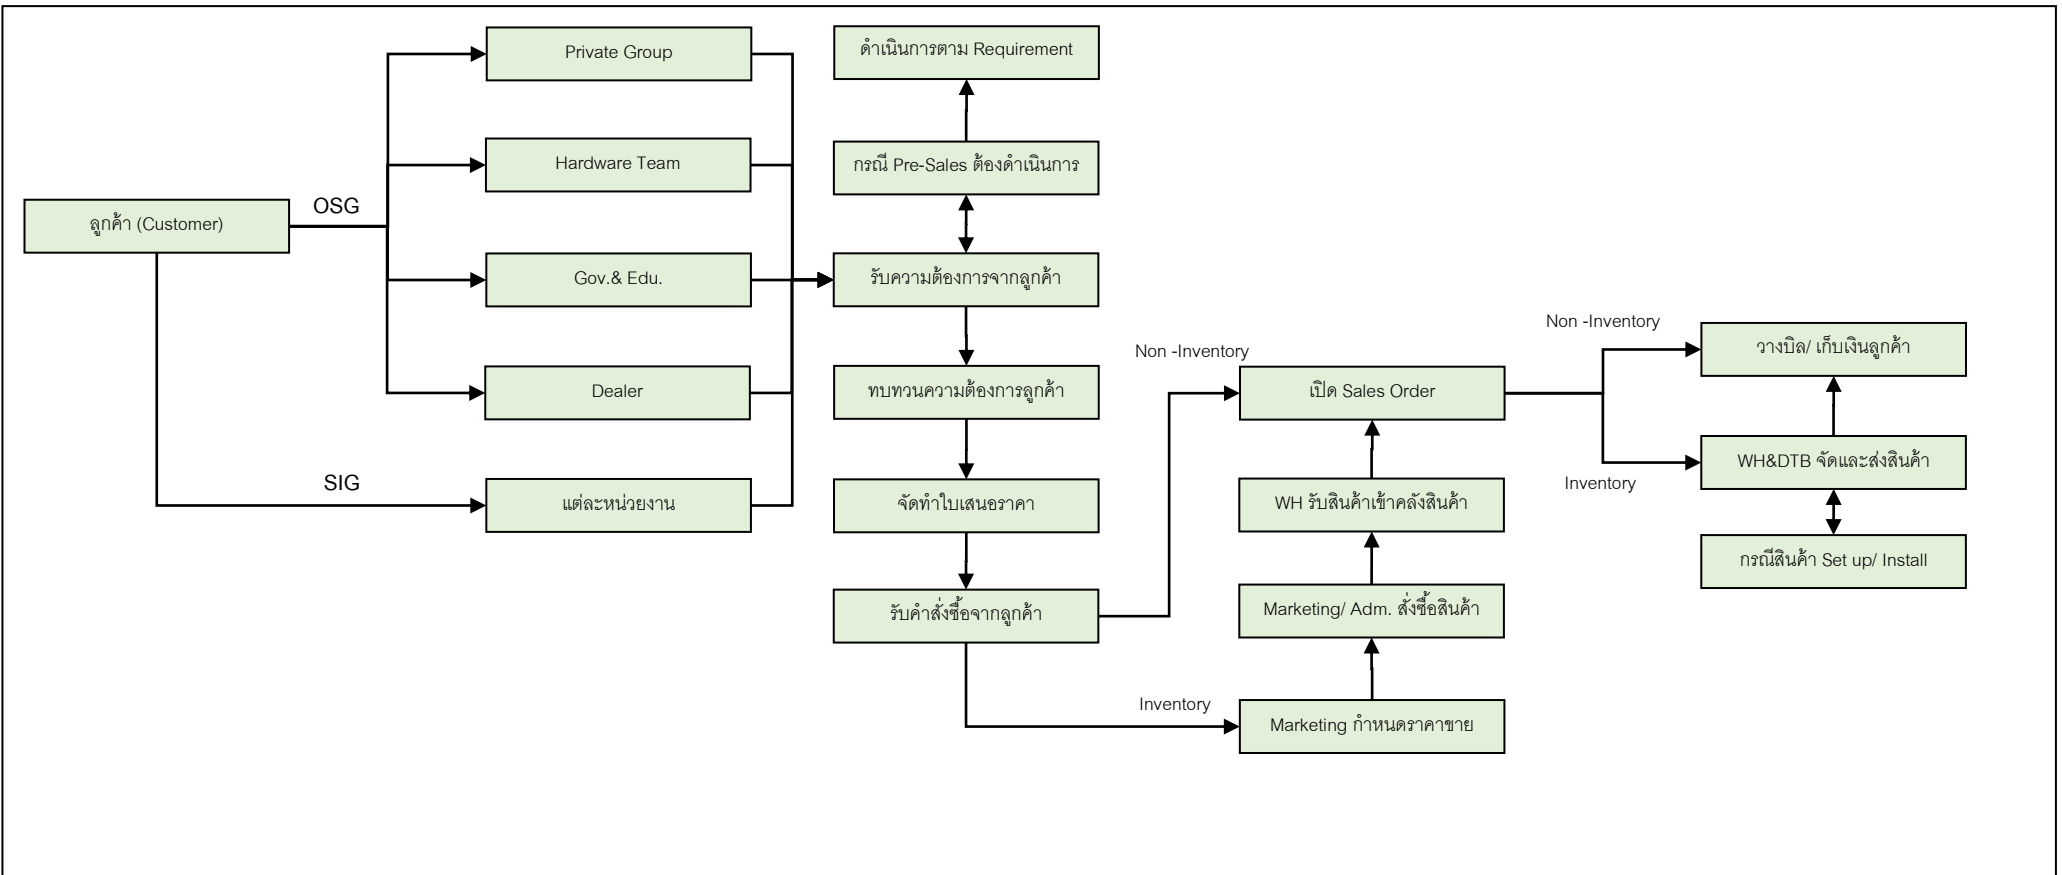 Private Group
ดำเนินการตาม Requirement
Hardware Team
กรณี Pre-Sales ต้องดำเนินการ
OSG
ลูกค้า (Customer)
Gov.& Edu.
รับความต้องการจากลูกค้า
Non -Inventory
วางบิล/ เก็บเงินลูกค้า
Non -Inventory
Dealer
ทบทวนความต้องการลูกค้า
เปิด Sales Order
WH&DTB จัดและส่งสินค้า
Inventory
SIG
แต่ละหน่วยงาน
จัดทำใบเสนอราคา
WH รับสินค้าเข้าคลังสินค้า
กรณีสินค้า Set up/ Install
รับคำสั่งซื้อจากลูกค้า
Marketing/ Adm. สั่งซื้อสินค้า
Inventory
Marketing กำหนดราคาขาย